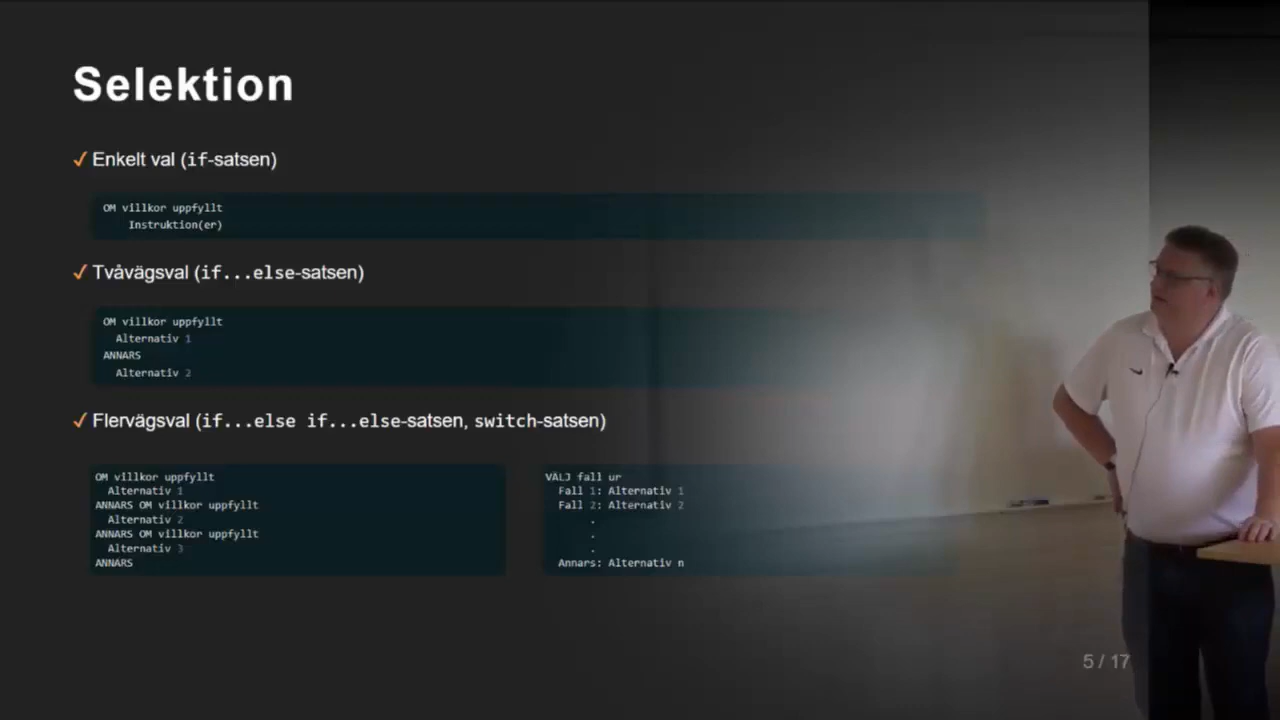 Selektion
✓ Enkelt val (if-satsen)
OM villkor uppfyllt
Instruktion(er)
✓ Tvåvägsval (if...else-satsen)
OM villkor uppfyllt
Alternativ 1
ANNARS
Alternativ 2
✓ Flervägsval (if...else if...else-satsen, switch-satsen)
OM villkor uppfyllt
Alternativ 1
ANNARS OM villkor uppfyllt
Alternativ 2
ANNARS OM villkor uppfyllt
Alternativ 3
ANNARS
VÄLJ fall ur
Fall 1: Alternativ 1
Fall 2: Alternativ 2
.
.
.
Annars: Alternativ n
5 / 17